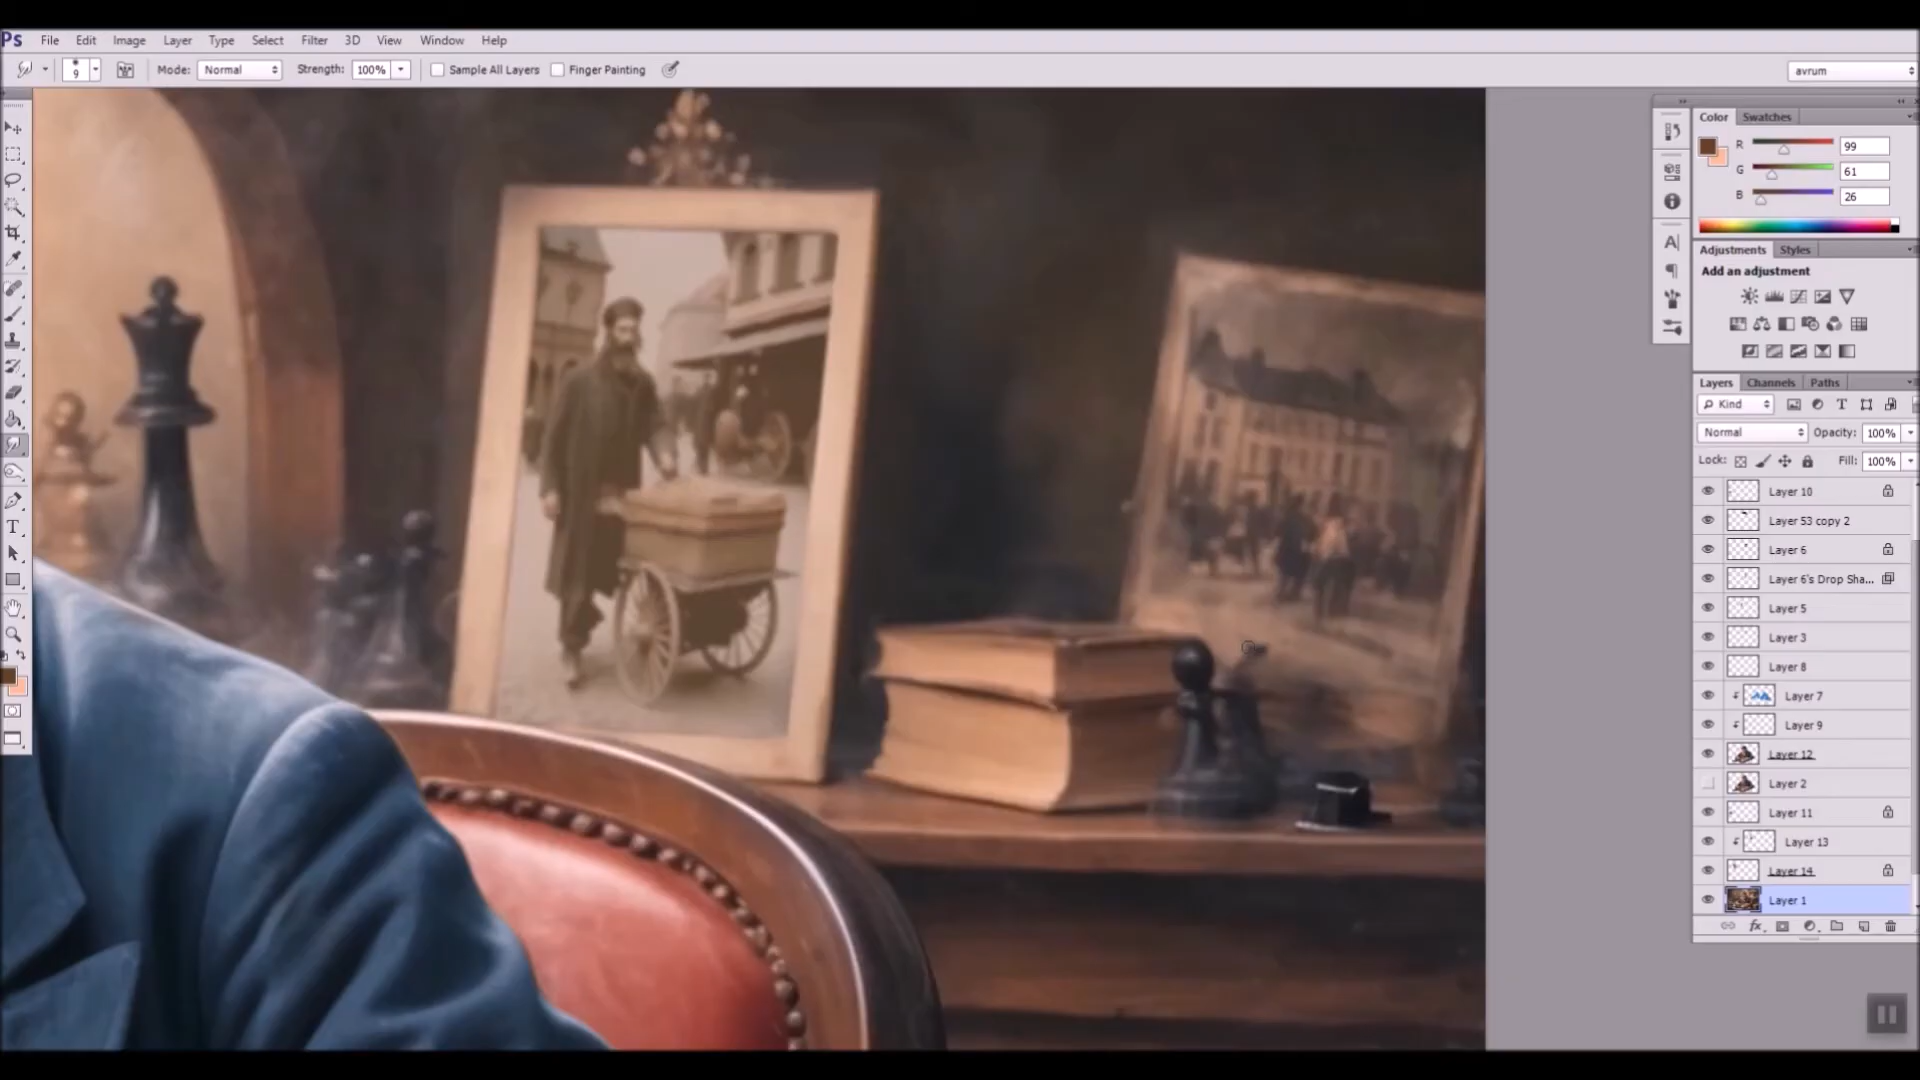 Ps File Edit Image Layer Type Select Filter 3D View Window Help
9 Mode: Normal Strength: 100% Sample All Layers Finger Painting avrum
Color Swatches
R 99
G 61
B 26
Adjustments Styles
Add an adjustment
Layers Channels Paths
Kind
Normal Opacity: 100%
Lock: Fill: 100%
Layer 10
Layer 53 copy 2
Layer 6
Layer 6's Drop Sha...
Layer 5
Layer 3
Layer 8
Layer 7
Layer 9
Layer 12
Layer 2
Layer 11
Layer 13
Layer 14
Layer 1